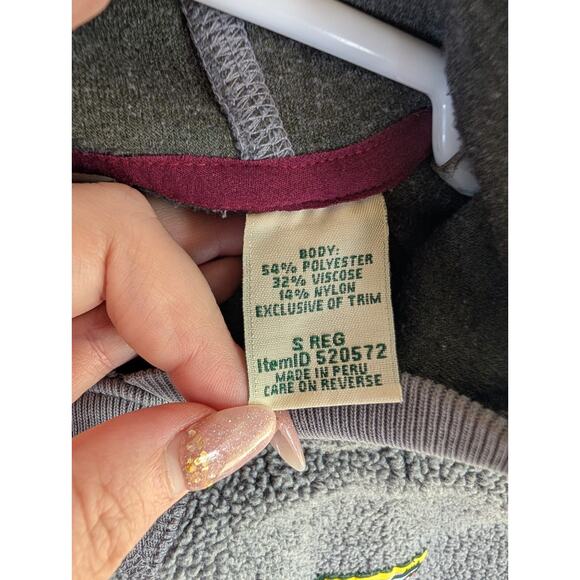 BODY:
54% POLYESTER
32% VISCOSE
14% NYLON
EXCLUSIVE OF TRIM
S REG
ItemID 520572
MADE IN PERU
CARE ON REVERSE